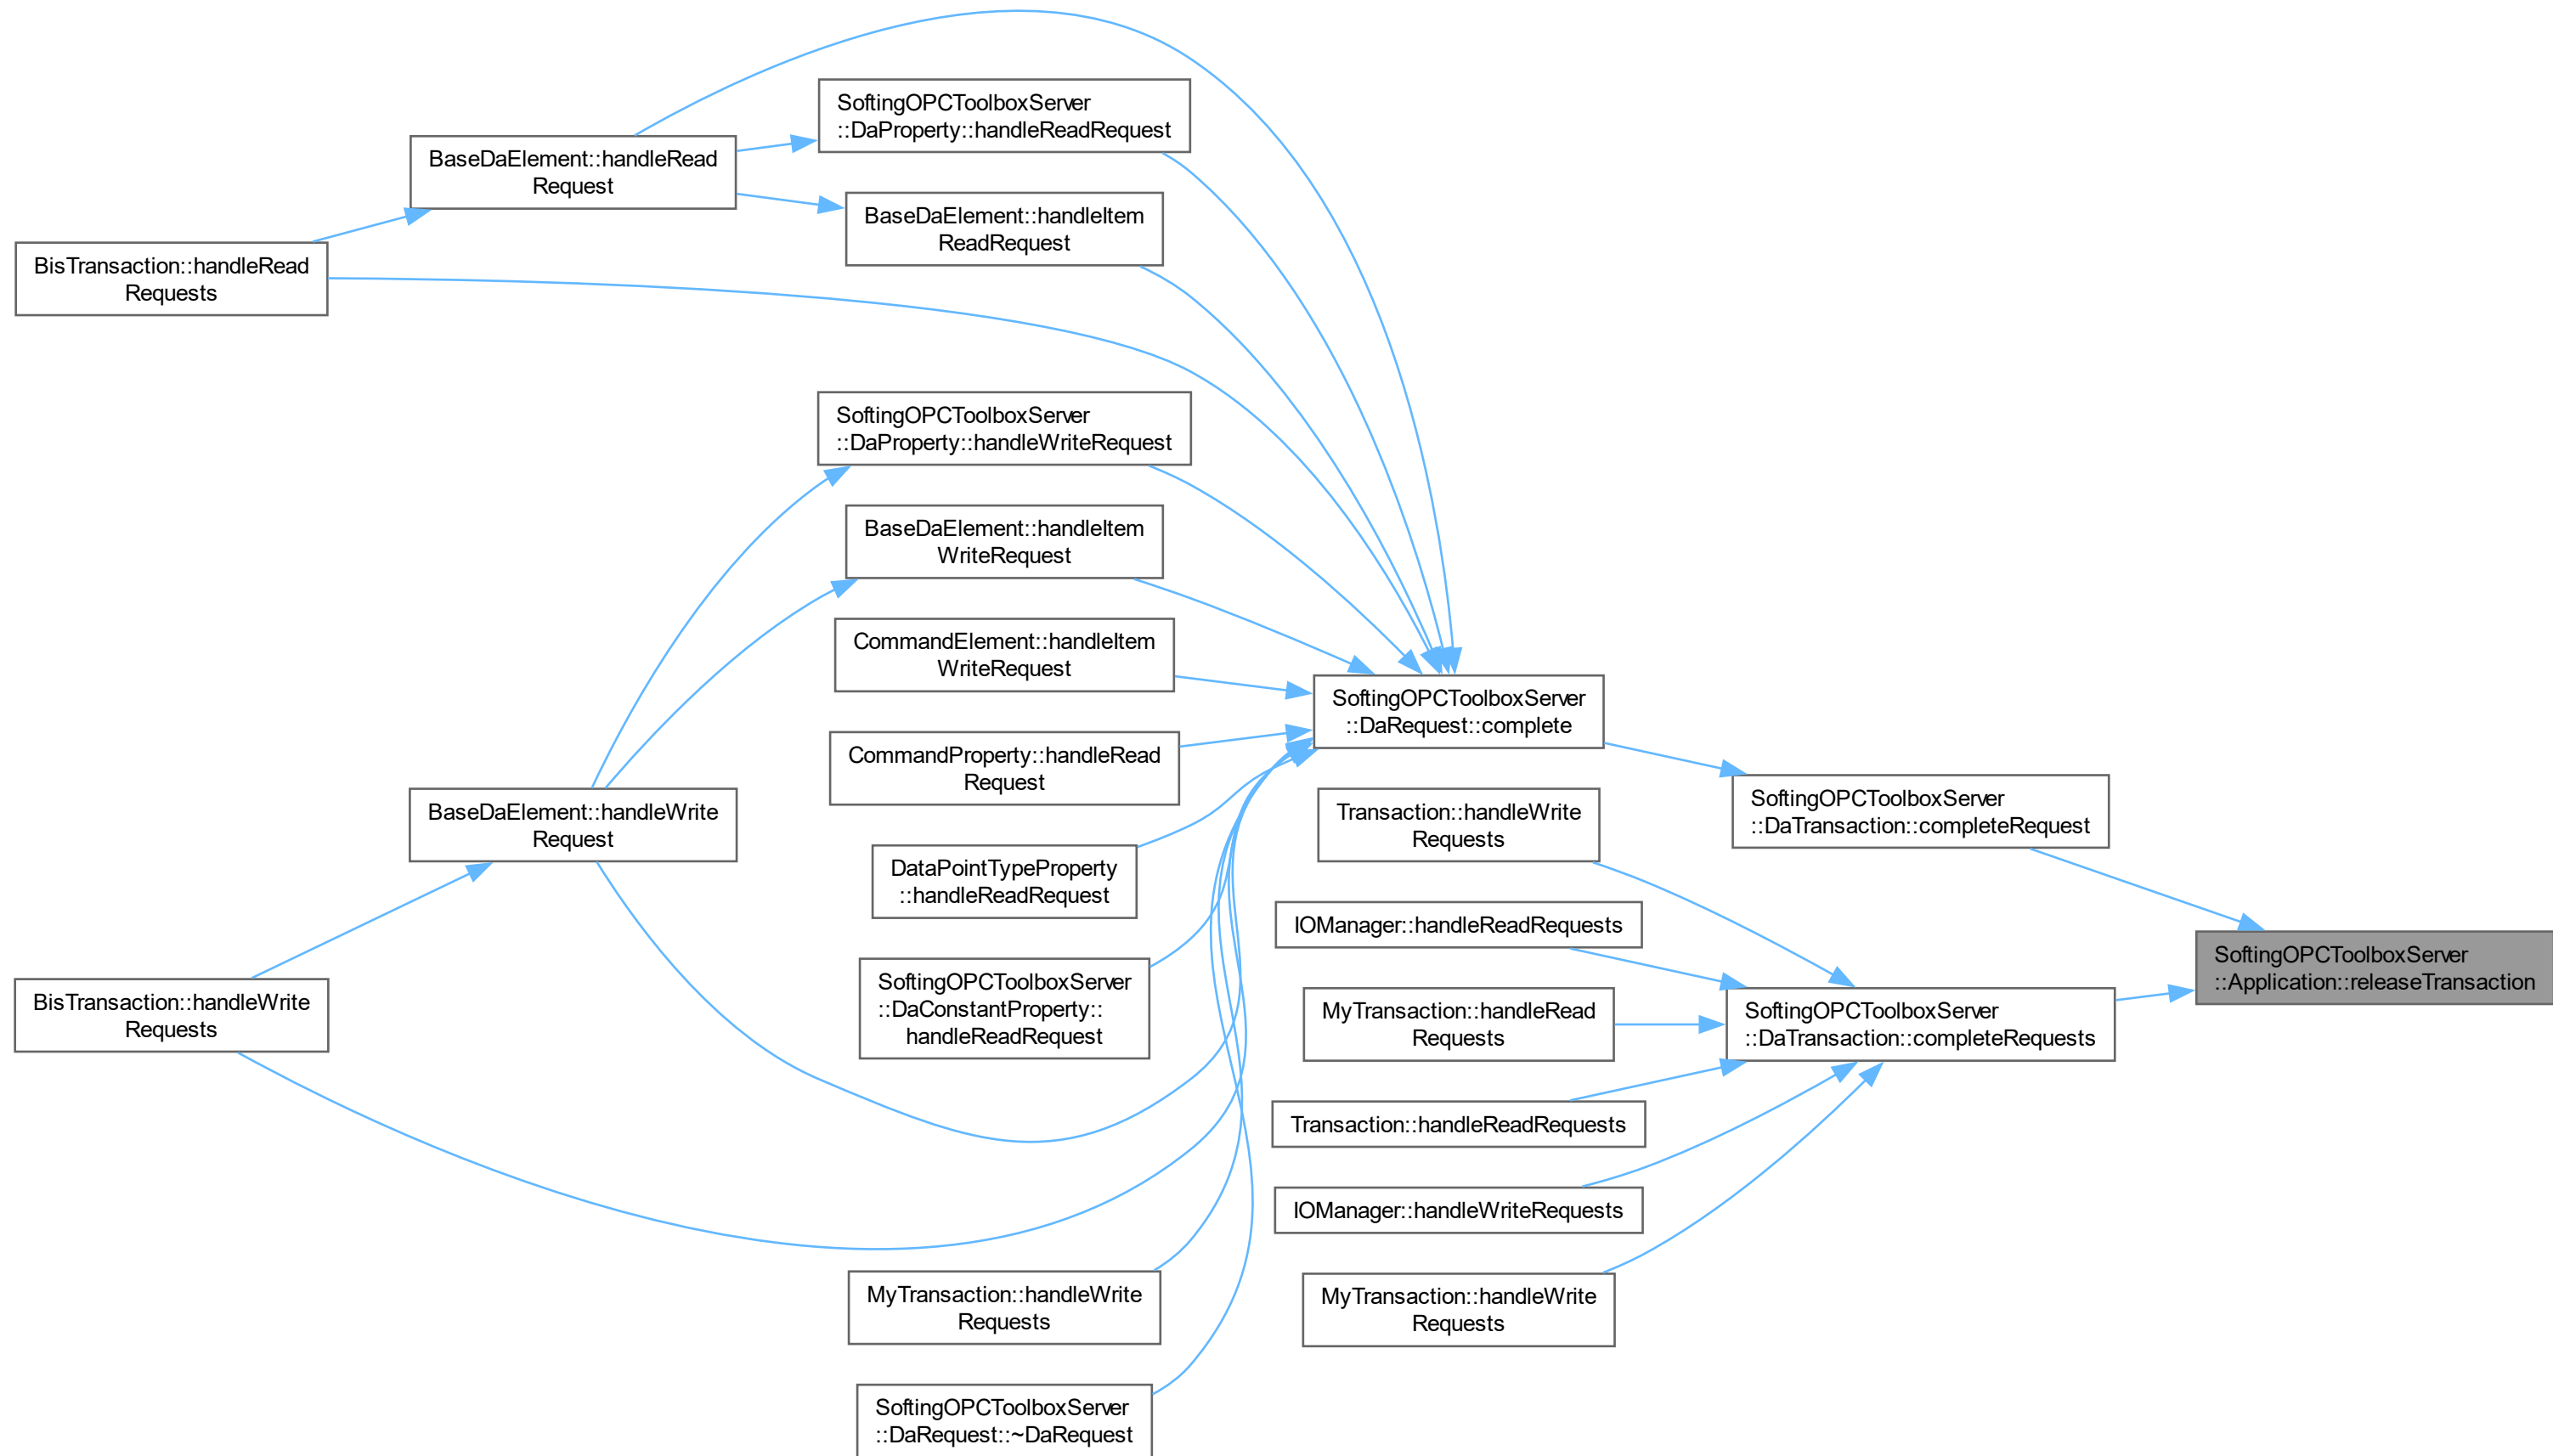 SoftingOPCToolboxServer
::DaProperty::handleReadRequest
BaseDaElement::handleRead
Request
BaseDaElement::handleItem
ReadRequest
BisTransaction::handleRead
Requests
SoftingOPCToolboxServer
::DaProperty::handleWriteRequest
BaseDaElement::handleItem
WriteRequest
CommandElement::handleItem
WriteRequest
SoftingOPCToolboxServer
::DaRequest::complete
CommandProperty::handleRead
Request
BaseDaElement::handleWrite
Request
Transaction::handleWrite
Requests
SoftingOPCToolboxServer
::DaTransaction::completeRequest
DataPointTypeProperty
::handleReadRequest
IOManager::handleReadRequests
SoftingOPCToolboxServer
::Application::releaseTransaction
BisTransaction::handleWrite
Requests
SoftingOPCToolboxServer
::DaConstantProperty::
handleReadRequest
MyTransaction::handleRead
Requests
SoftingOPCToolboxServer
::DaTransaction::completeRequests
Transaction::handleReadRequests
IOManager::handleWriteRequests
MyTransaction::handleWrite
Requests
MyTransaction::handleWrite
Requests
SoftingOPCToolboxServer
::DaRequest::~DaRequest